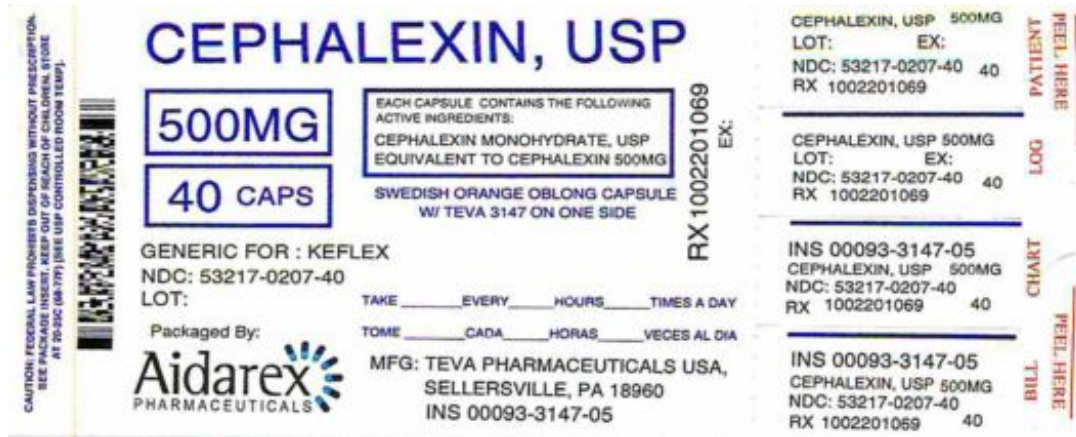 CAUTION: FEDERAL LAW PROHIBITS DISPENSING WITHOUT PRESCRIPTION.
SEE PACKAGE INSERT. KEEP OUT OF REACH OF CHILDREN. STORE
AT 20-25C (68-77F) [SEE USP CONTROLLED ROOM TEMP].
CEPHALEXIN, USP
500MG
40 CAPS
EACH CAPSULE CONTAINS THE FOLLOWING
ACTIVE INGREDIENTS:
CEPHALEXIN MONOHYDRATE, USP
EQUIVALENT TO CEPHALEXIN 500MG
SWEDISH ORANGE OBLONG CAPSULE
W/ TEVA 3147 ON ONE SIDE
RX 1002201069
EX:
GENERIC FOR : KEFLEX
NDC: 53217-0207-40
LOT:
TAKE ______EVERY______HOURS______TIMES A DAY
TOME ______CADA______HORAS______VECES AL DIA
Packaged By:
Aidarex
PHARMACEUTICALS
MFG: TEVA PHARMACEUTICALS USA,
SELLERSVILLE, PA 18960
INS 00093-3147-05
CEPHALEXIN, USP 500MG
LOT: EX:
NDC: 53217-0207-40 40
RX 1002201069
PATIENT
PEEL HERE
CEPHALEXIN, USP 500MG
LOT: EX:
NDC: 53217-0207-40 40
RX 1002201069
LOG
INS 00093-3147-05
CEPHALEXIN, USP 500MG
NDC: 53217-0207-40
RX 1002201069 40
CHART
INS 00093-3147-05
CEPHALEXIN, USP 500MG
NDC: 53217-0207-40
RX 1002201069 40
BILL
PEEL HERE